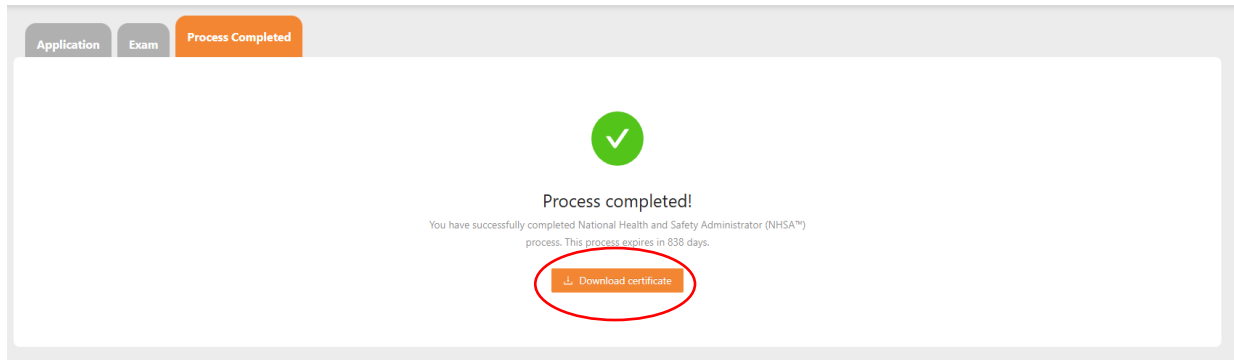 Application
Exam
Process Completed
Process completed!
You have successfully completed National Health and Safety Administrator (NHSA™)
process. This process expires in 838 days.
Download certificate